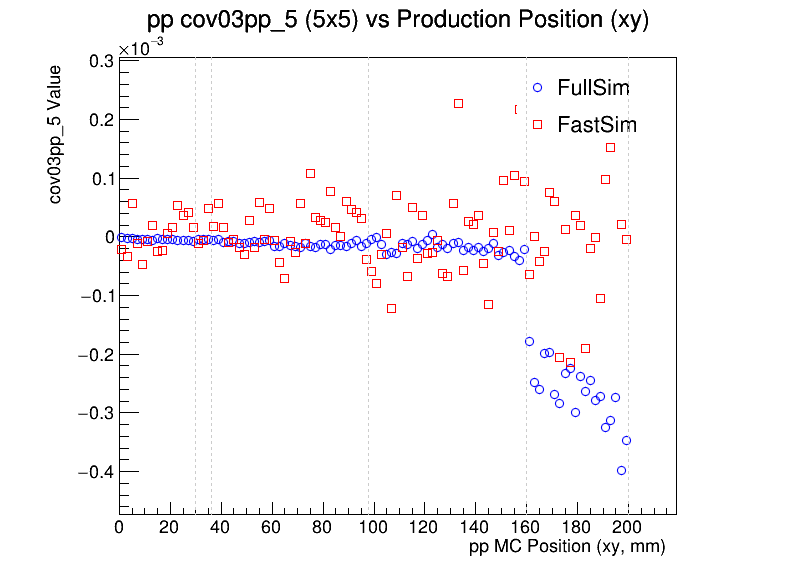 pp cov03pp_5 (5x5) vs Production Position (xy)
×10⁻³
cov03pp_5 Value
0.3
0.2
0.1
0
−0.1
−0.2
−0.3
−0.4
FullSim
FastSim
0 20 40 60 80 100 120 140 160 180 200
pp MC Position (xy, mm)